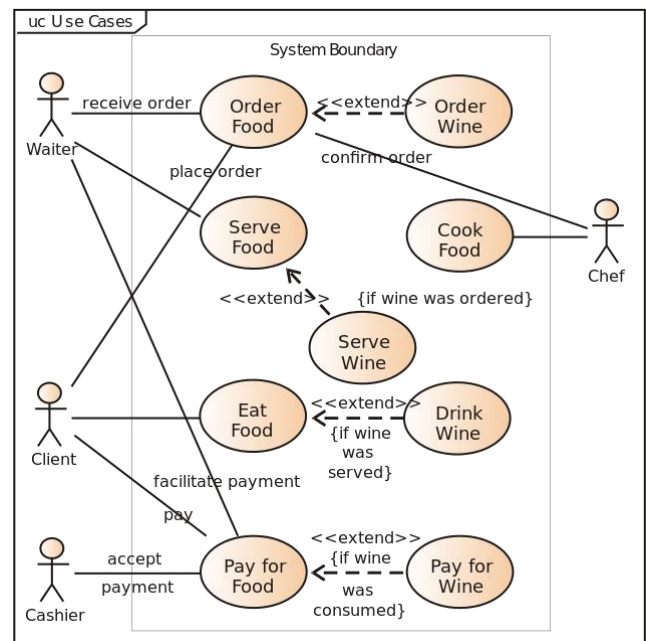 uc Use Cases
System Boundary
receive order
Order
Food
<<extend>>
Order
Wine
Waiter
place order
confirm order
Serve
Food
Cook
Food
Chef
<<extend>>
{if wine was ordered}
Serve
Wine
Client
Eat
Food
<<extend>>
{if wine
was
served}
Drink
Wine
facilitate payment
pay
Cashier
accept
payment
Pay for
Food
<<extend>>
{if wine
was
consumed}
Pay for
Wine